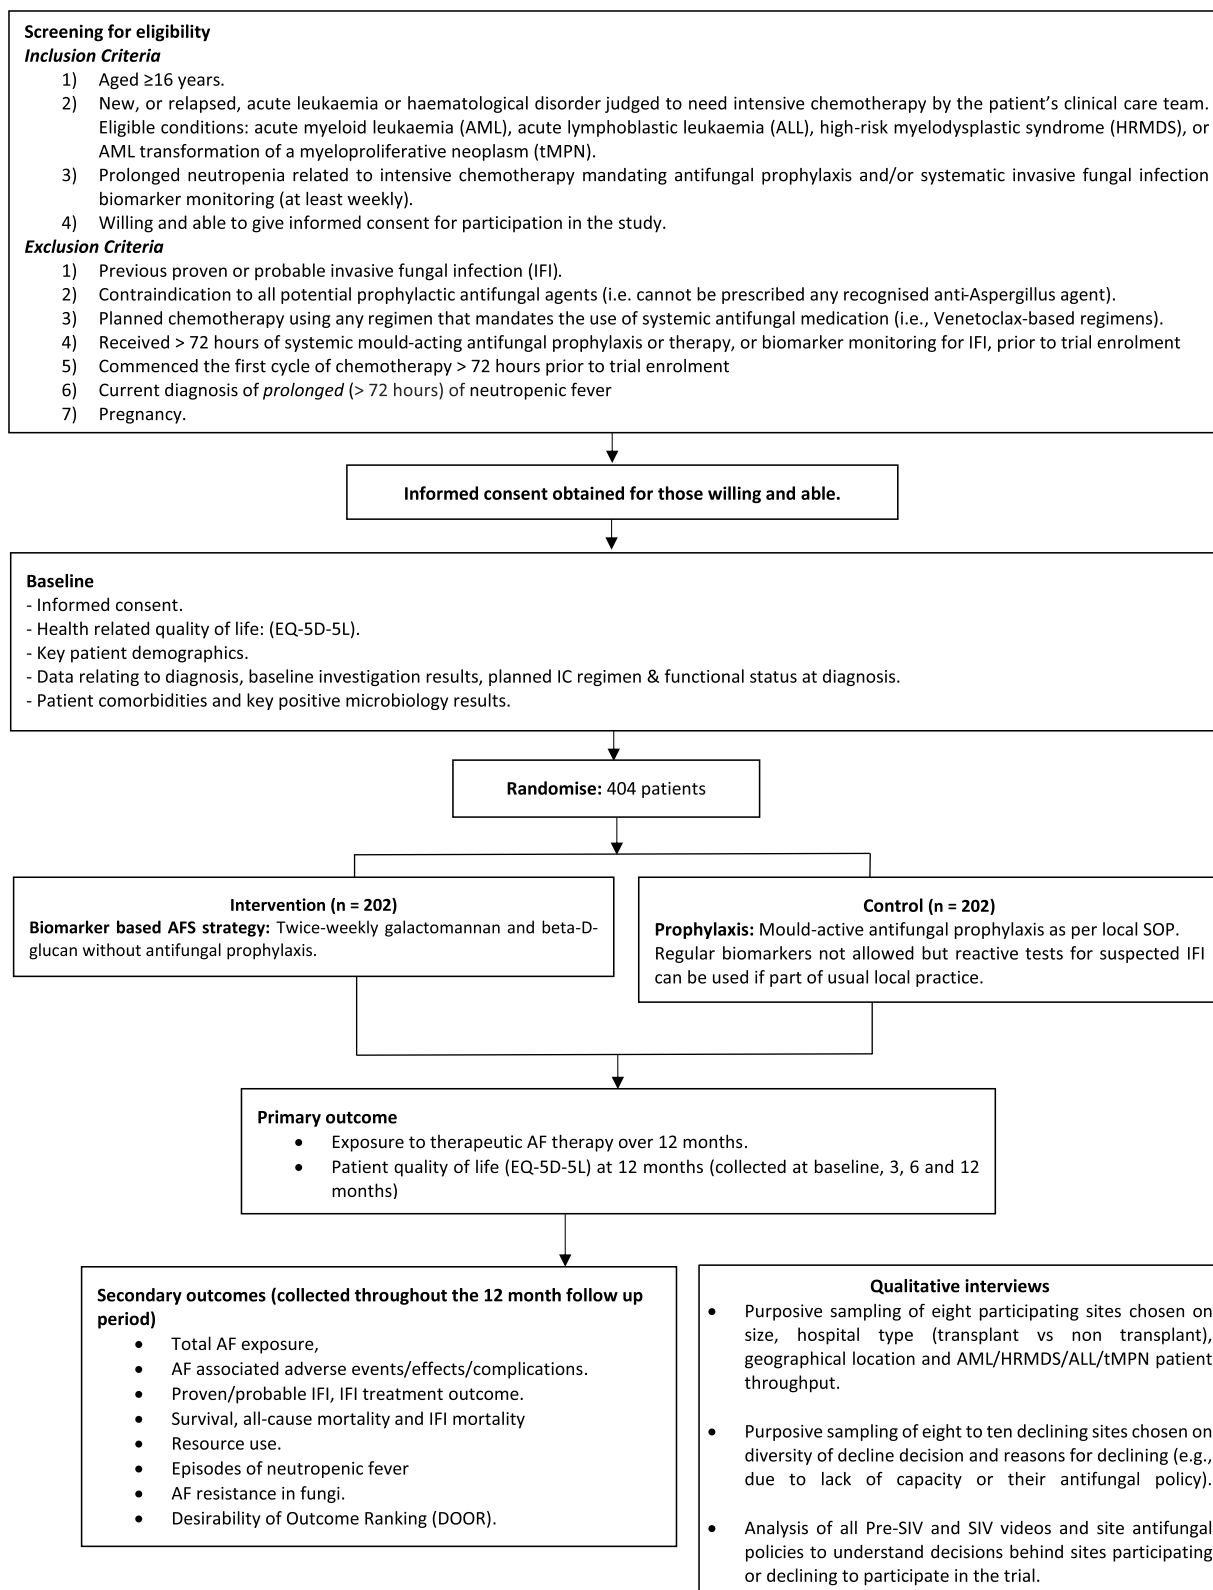 Screening for eligibility
Inclusion Criteria
1) Aged ≥16 years.
2) New, or relapsed, acute leukaemia or haematological disorder judged to need intensive chemotherapy by the patient's clinical care team.
Eligible conditions: acute myeloid leukaemia (AML), acute lymphoblastic leukaemia (ALL), high-risk myelodysplastic syndrome (HRMDS), or
AML transformation of a myeloproliferative neoplasm (tMPN).
3) Prolonged neutropenia related to intensive chemotherapy mandating antifungal prophylaxis and/or systematic invasive fungal infection
biomarker monitoring (at least weekly).
4) Willing and able to give informed consent for participation in the study.
Exclusion Criteria
1) Previous proven or probable invasive fungal infection (IFI).
2) Contraindication to all potential prophylactic antifungal agents (i.e. cannot be prescribed any recognised anti-Aspergillus agent).
3) Planned chemotherapy using any regimen that mandates the use of systemic antifungal medication (i.e., Venetoclax-based regimens).
4) Received > 72 hours of systemic mould-acting antifungal prophylaxis or therapy, or biomarker monitoring for IFI, prior to trial enrolment
5) Commenced the first cycle of chemotherapy > 72 hours prior to trial enrolment
6) Current diagnosis of prolonged (> 72 hours) of neutropenic fever
7) Pregnancy.
Informed consent obtained for those willing and able.
Baseline
- Informed consent.
- Health related quality of life: (EQ-5D-5L).
- Key patient demographics.
- Data relating to diagnosis, baseline investigation results, planned IC regimen & functional status at diagnosis.
- Patient comorbidities and key positive microbiology results.
Randomise: 404 patients
Intervention (n = 202)
Biomarker based AFS strategy: Twice-weekly galactomannan and beta-D-
glucan without antifungal prophylaxis.
Control (n = 202)
Prophylaxis: Mould-active antifungal prophylaxis as per local SOP.
Regular biomarkers not allowed but reactive tests for suspected IFI
can be used if part of usual local practice.
Primary outcome
• Exposure to therapeutic AF therapy over 12 months.
• Patient quality of life (EQ-5D-5L) at 12 months (collected at baseline, 3, 6 and 12
months)
Secondary outcomes (collected throughout the 12 month follow up
period)
• Total AF exposure,
• AF associated adverse events/effects/complications.
• Proven/probable IFI, IFI treatment outcome.
• Survival, all-cause mortality and IFI mortality
• Resource use.
• Episodes of neutropenic fever
• AF resistance in fungi.
• Desirability of Outcome Ranking (DOOR).
Qualitative interviews
• Purposive sampling of eight participating sites chosen on
size, hospital type (transplant vs non transplant),
geographical location and AML/HRMDS/ALL/tMPN patient
throughput.
• Purposive sampling of eight to ten declining sites chosen on
diversity of decline decision and reasons for declining (e.g.,
due to lack of capacity or their antifungal policy).
• Analysis of all Pre-SIV and SIV videos and site antifungal
policies to understand decisions behind sites participating
or declining to participate in the trial.